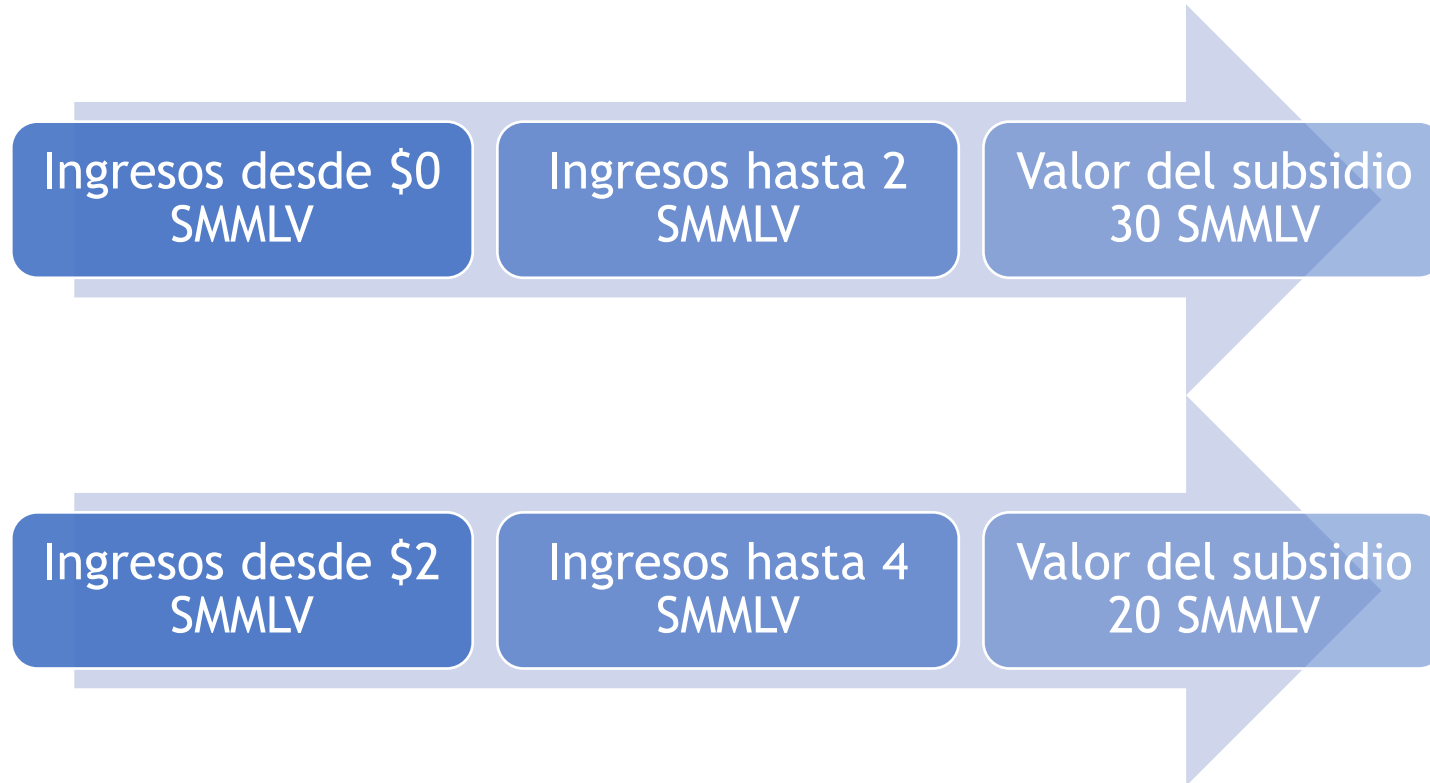 Ingresos desde $0
SMMLV
Ingresos hasta 2
SMMLV
Valor del subsidio
30 SMMLV
Ingresos desde $2
SMMLV
Ingresos hasta 4
SMMLV
Valor del subsidio
20 SMMLV